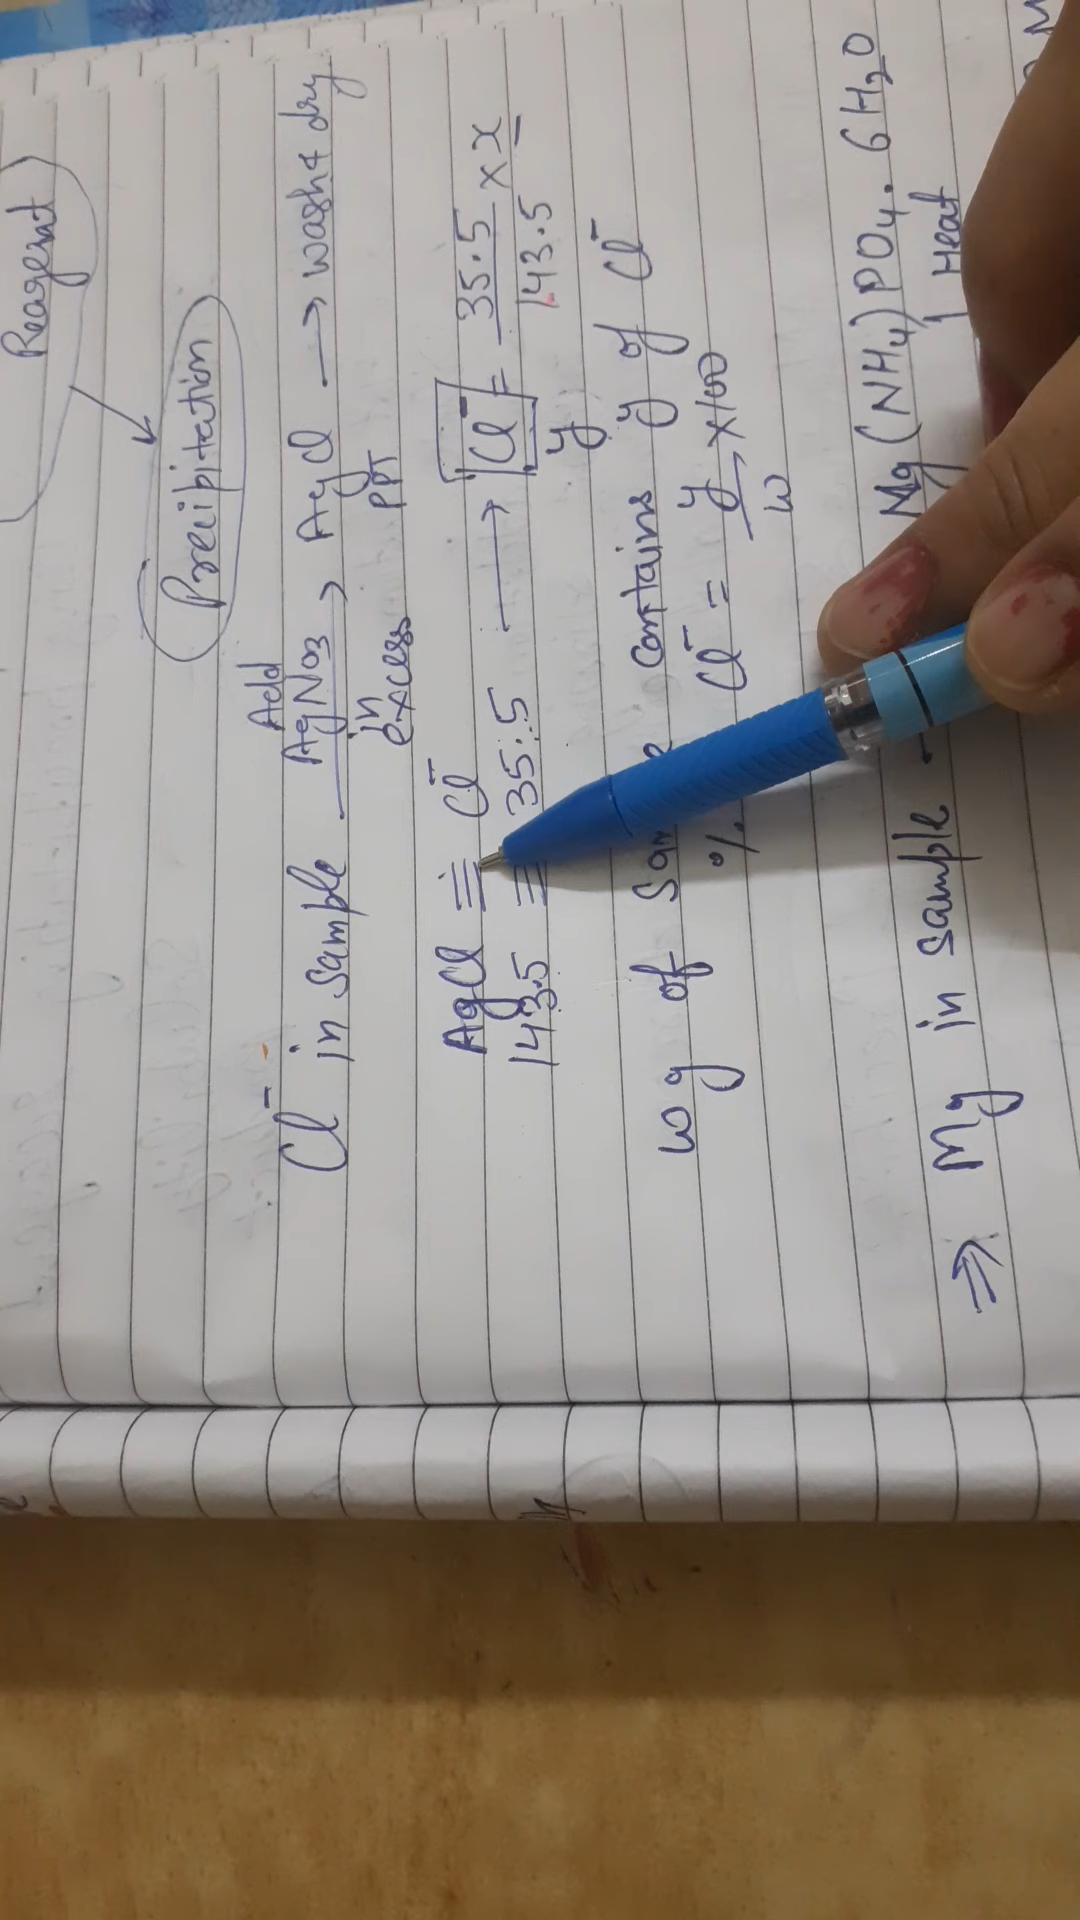 Reagent
Precipitation
Cl⁻ in sample Add AgNO3 in excess → AgCl PPT → wash & dry
AgCl ≡ Cl⁻
143.5 ≡ 35.5 → [Cl⁻] = 35.5 / 143.5 × x
y
w g of contains y of Cl⁻
% Cl⁻ = y / w × 100
⇒ Mg in sample → Mg(NH4)PO4.6H2O
Heat